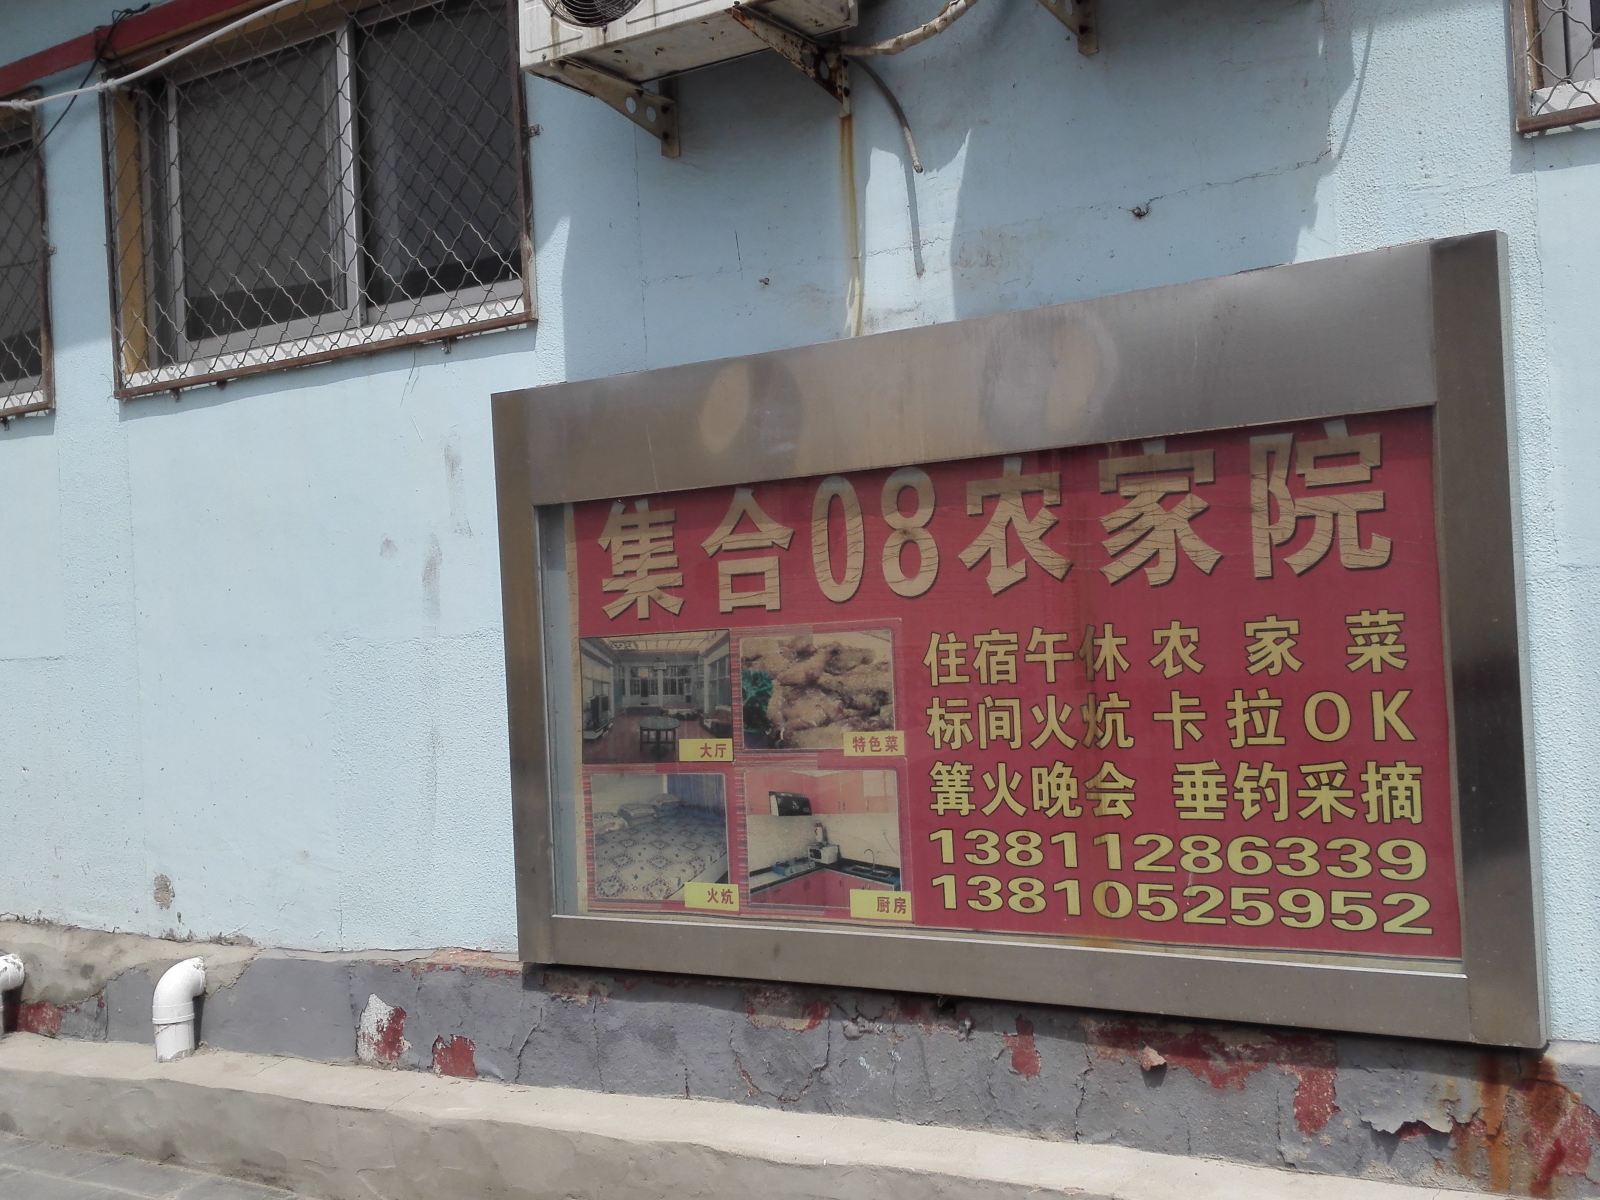 集合08农家院
住宿午休 农家菜
标间火炕 卡拉OK
篝火晚会 垂钓采摘
13811286339
13810525952
大厅
特色菜
火炕
厨房